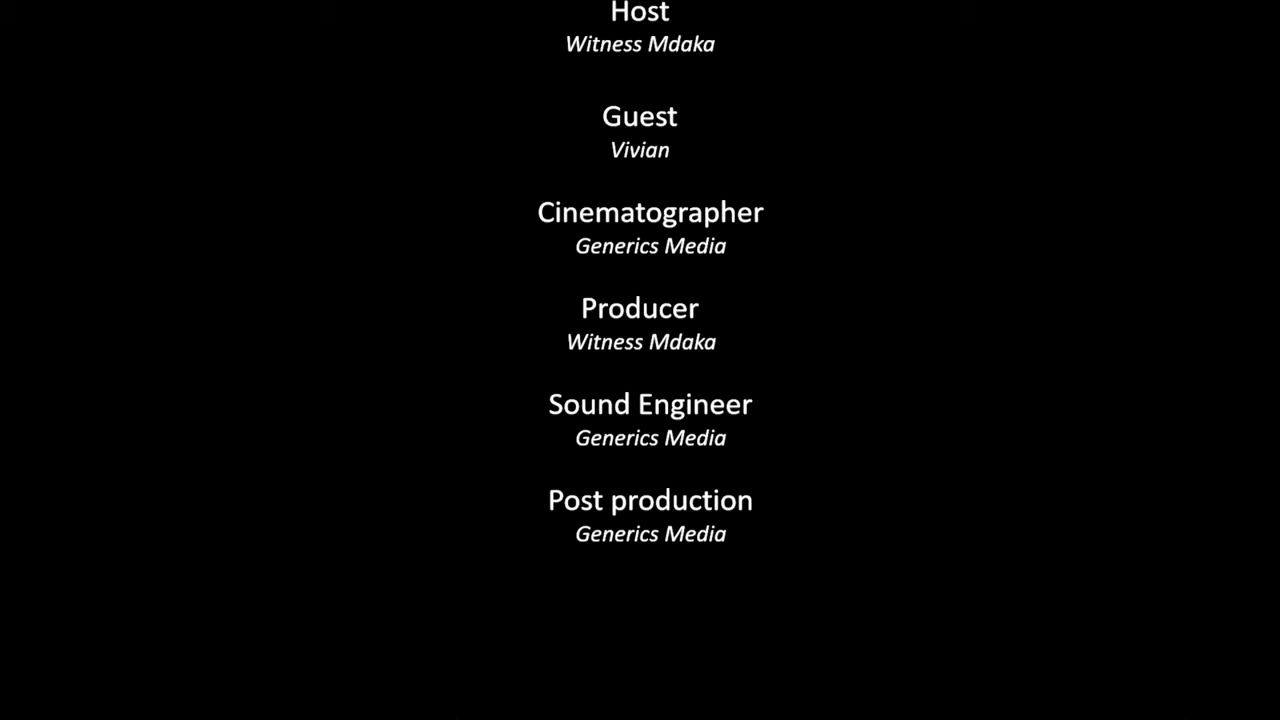 Host
Witness Mdaka
Guest
Vivian
Cinematographer
Generics Media
Producer
Witness Mdaka
Sound Engineer
Generics Media
Post production
Generics Media